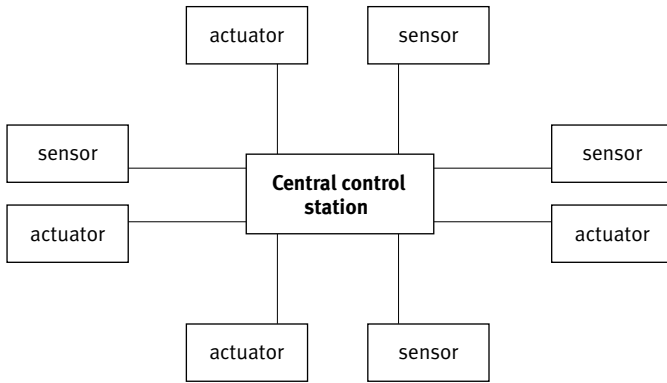 actuator
sensor
sensor
sensor
Central control
station
actuator
actuator
actuator
sensor